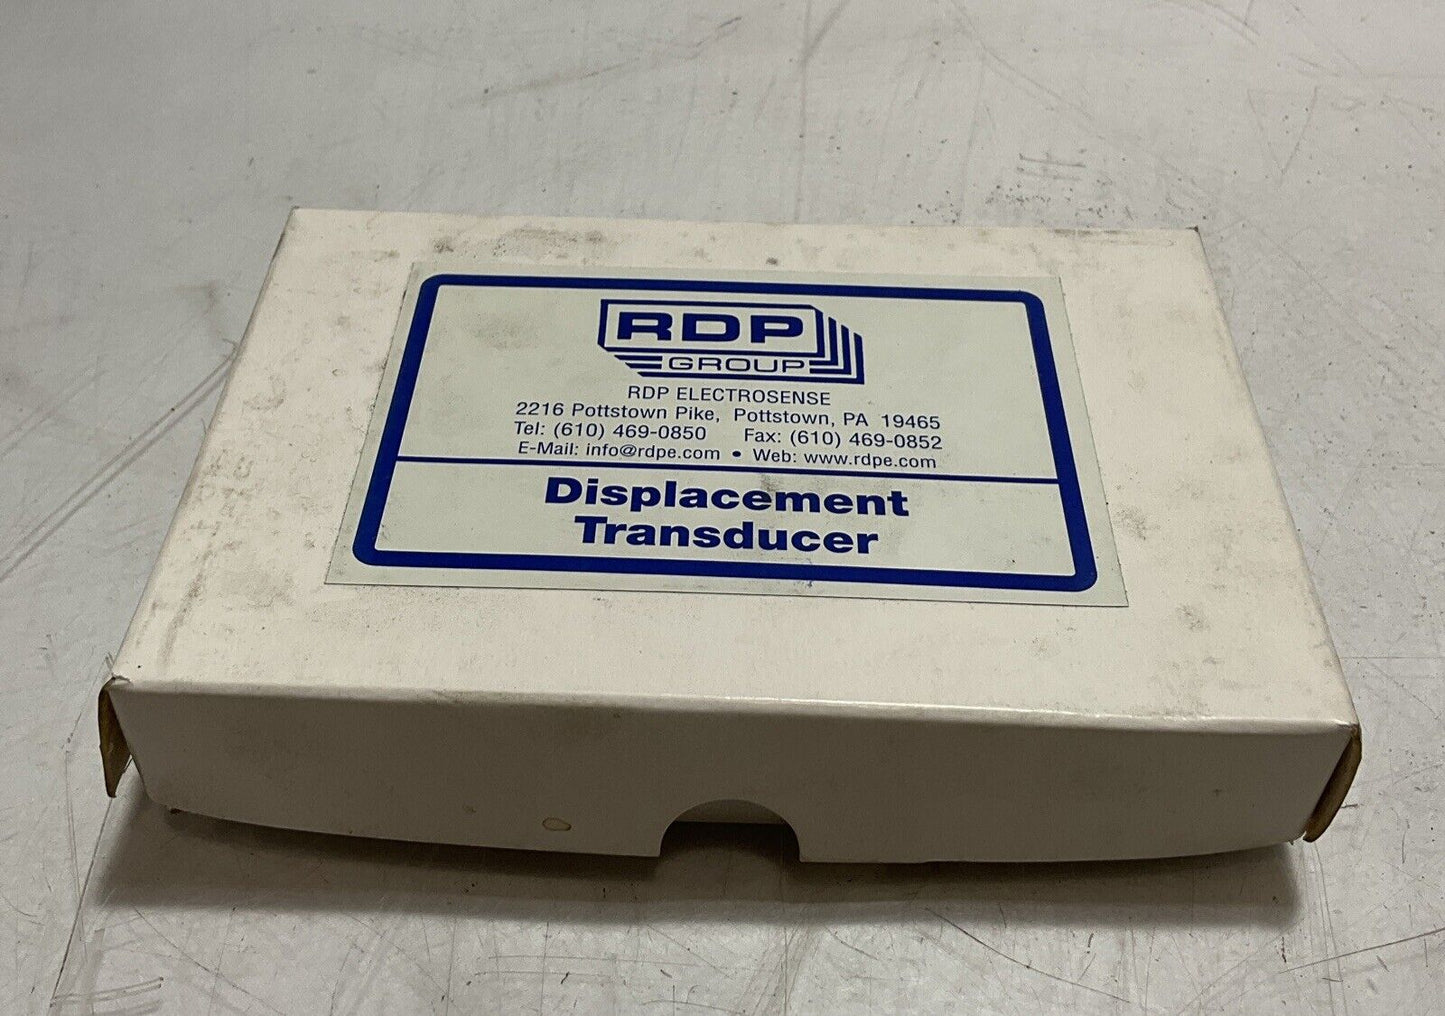 RDP
GROUP
RDP ELECTROSENSE
2216 Pottstown Pike, Pottstown, PA 19465
Tel: (610) 469-0850 Fax: (610) 469-0852
E-Mail: info@rdpe.com • Web: www.rdpe.com
Displacement
Transducer